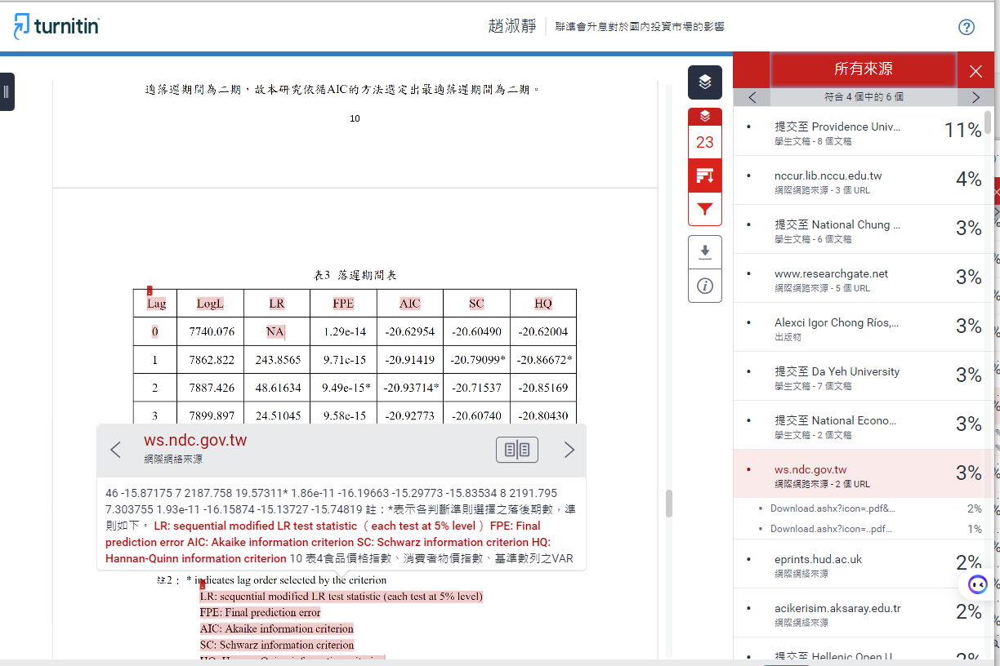 turnitin
趙淑靜
聯準會升息對於國內投資市場的影響
適落遲期間為二期，故本研究依循AIC的方法選定出最適落遲期間為二期。
10
表3 落遲期間表
Lag LogL LR FPE AIC SC HQ
0 7740.076 NA 1.29e-14 -20.62954 -20.60490 -20.62004
1 7862.822 243.8565 9.71e-15 -20.91419 -20.79099* -20.86672*
2 7887.426 48.61634 9.49e-15* -20.93714* -20.71537 -20.85169
3 7899.897 24.51045 9.58e-15 -20.92773 -20.60740 -20.80430
ws.ndc.gov.tw
網際網絡來源
46 -15.87175 7 2187.758 19.57311* 1.86e-11 -16.19663 -15.29773 -15.83534 8 2191.795
7.303755 1.93e-11 -16.15874 -15.13727 -15.74819 註：*表示各判斷準則選擇之落後期數，準
則如下。 LR: sequential modified LR test statistic （ each test at 5% level ） FPE: Final
prediction error AIC: Akaike information criterion SC: Schwarz information criterion HQ:
Hannan-Quinn information criterion 10 表4食品價格指數、消費者物價指數、基準數列之VAR
註2： * indicates lag order selected by the criterion
LR: sequential modified LR test statistic (each test at 5% level)
FPE: Final prediction error
AIC: Akaike information criterion
SC: Schwarz information criterion
HQ: Hannan-Quinn information criterion
23
所有來源
符合 4 個中的 6 個
提交至 Providence Univ... 11%
學生文稿 - 8 個文稿
nccur.lib.nccu.edu.tw 4%
網際網路來源 - 3 個 URL
提交至 National Chung ... 3%
學生文稿 - 6 個文稿
www.researchgate.net 3%
網際網路來源 - 5 個 URL
Alexci Igor Chong Ríos,... 3%
出版物
提交至 Da Yeh University 3%
學生文稿 - 7 個文稿
提交至 National Econo... 3%
學生文稿 - 2 個文稿
ws.ndc.gov.tw 3%
網際網路來源 - 2 個 URL
Download.ashx?icon=.pdf&... 2%
Download.ashx?icon=..pdf... 1%
eprints.hud.ac.uk 2%
網際網絡來源
acikerisim.aksaray.edu.tr 2%
網際網絡來源
提交至 Hellenic Open U 2%